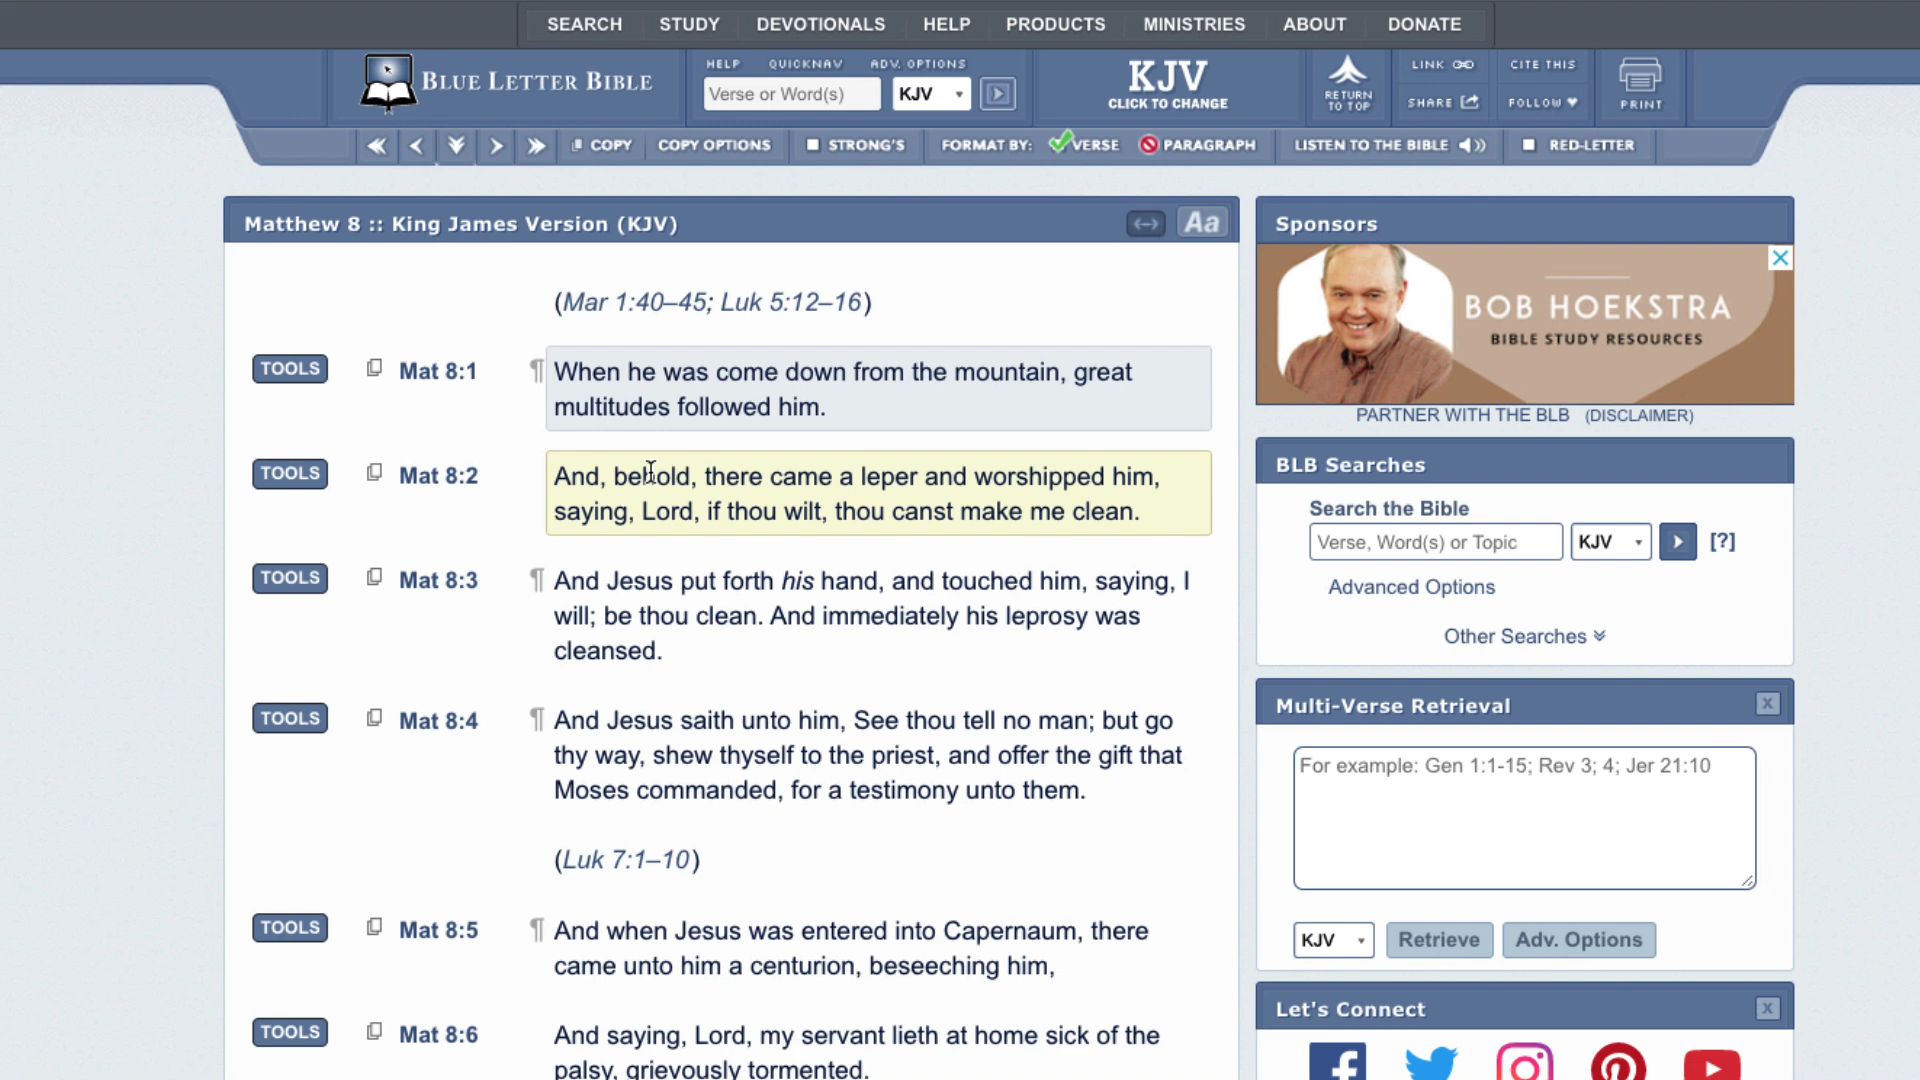 SEARCH STUDY DEVOTIONALS HELP PRODUCTS MINISTRIES ABOUT DONATE
BLUE LETTER BIBLE
HELP QUICKNAV ADV. OPTIONS
Verse or Word(s) KJV
KJV
CLICK TO CHANGE
RETURN
TO TOP
LINK
SHARE
CITE THIS
FOLLOW
PRINT
COPY COPY OPTIONS STRONG'S FORMAT BY: VERSE PARAGRAPH LISTEN TO THE BIBLE RED-LETTER
Matthew 8 :: King James Version (KJV) Aa
(Mar 1:40–45; Luk 5:12–16)
TOOLS Mat 8:1 ¶ When he was come down from the mountain, great
multitudes followed him.
TOOLS Mat 8:2 And, behold, there came a leper and worshipped him,
saying, Lord, if thou wilt, thou canst make me clean.
TOOLS Mat 8:3 ¶ And Jesus put forth his hand, and touched him, saying, I
will; be thou clean. And immediately his leprosy was
cleansed.
TOOLS Mat 8:4 ¶ And Jesus saith unto him, See thou tell no man; but go
thy way, shew thyself to the priest, and offer the gift that
Moses commanded, for a testimony unto them.
(Luk 7:1–10)
TOOLS Mat 8:5 ¶ And when Jesus was entered into Capernaum, there
came unto him a centurion, beseeching him,
TOOLS Mat 8:6 And saying, Lord, my servant lieth at home sick of the
palsy, grievously tormented.
Sponsors
BOB HOEKSTRA
BIBLE STUDY RESOURCES
PARTNER WITH THE BLB (DISCLAIMER)
BLB Searches
Search the Bible
Verse, Word(s) or Topic KJV [?]
Advanced Options
Other Searches
Multi-Verse Retrieval X
For example: Gen 1:1-15; Rev 3; 4; Jer 21:10
KJV Retrieve Adv. Options
Let's Connect X